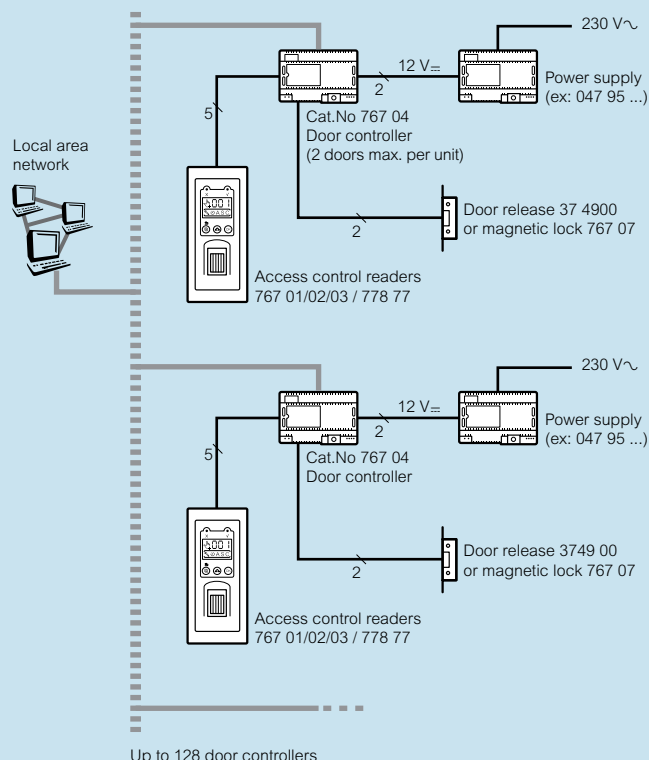 230 V~
12 V⎓
2
Power supply
(ex: 047 95 ...)
5
Cat.No 767 04
Door controller
(2 doors max. per unit)
Local area
network
001
ASC
2
Door release 37 4900
or magnetic lock 767 07
Access control readers
767 01/02/03 / 778 77
230 V~
12 V⎓
2
Power supply
(ex: 047 95 ...)
5
Cat.No 767 04
Door controller
001
ASC
2
Door release 3749 00
or magnetic lock 767 07
Access control readers
767 01/02/03 / 778 77
Up to 128 door controllers